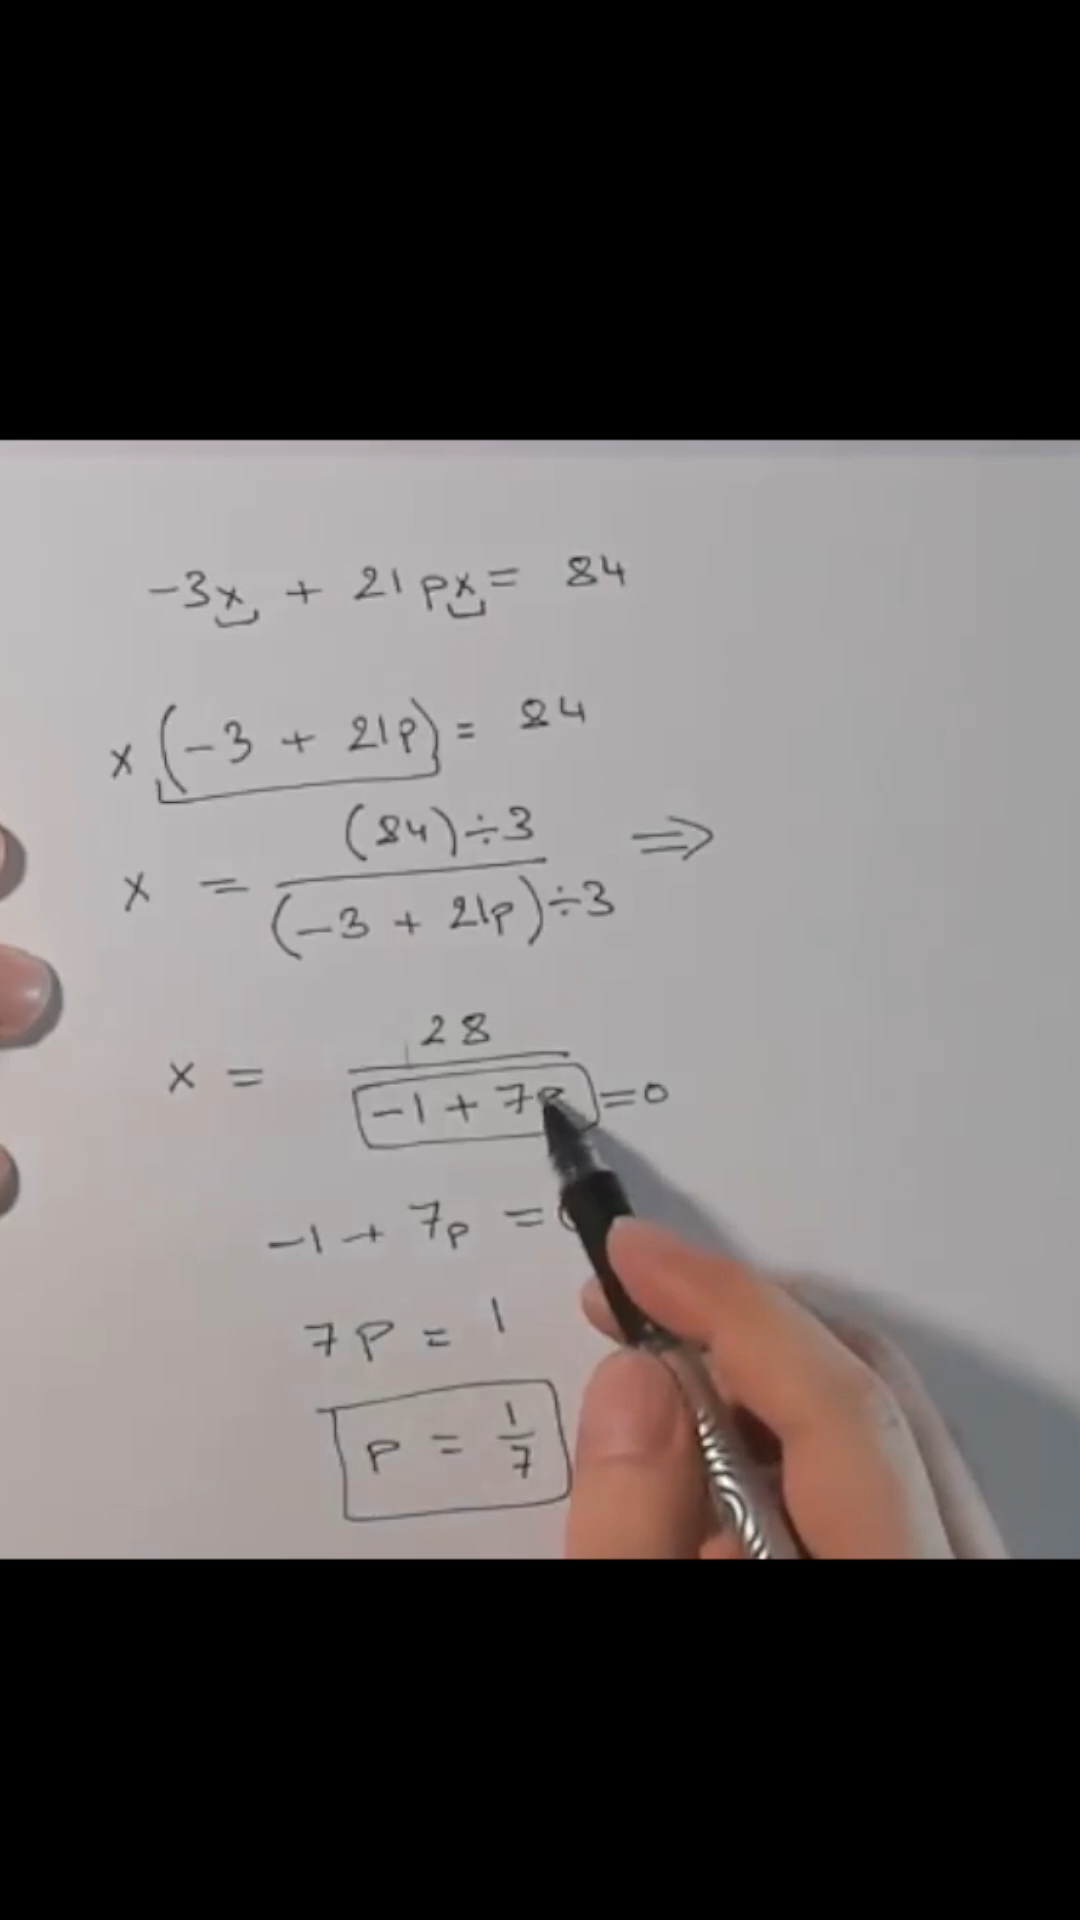 -3x + 21px = 84
x(-3 + 21p) = 84
x = (84)÷3 / (-3 + 21p)÷3 ⇒
x = 28 / -1 + 7p = 0
-1 + 7p = 0
7p = 1
p = 1/7